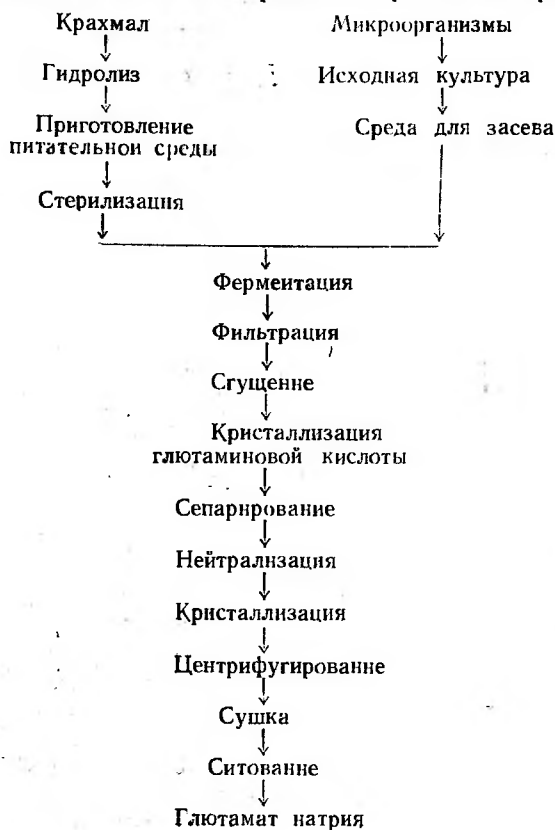 Крахмал
Гидролиз
Приготовление
питательной среды
Стерилизация
Микроорганизмы
Исходная культура
Среда для засева
Ферментация
Фильтрация
Сгущение
Кристаллизация
глютаминовой кислоты
Сепарирование
Нейтрализация
Кристаллизация
Центрифугирование
Сушка
Ситование
Глютамат натрия